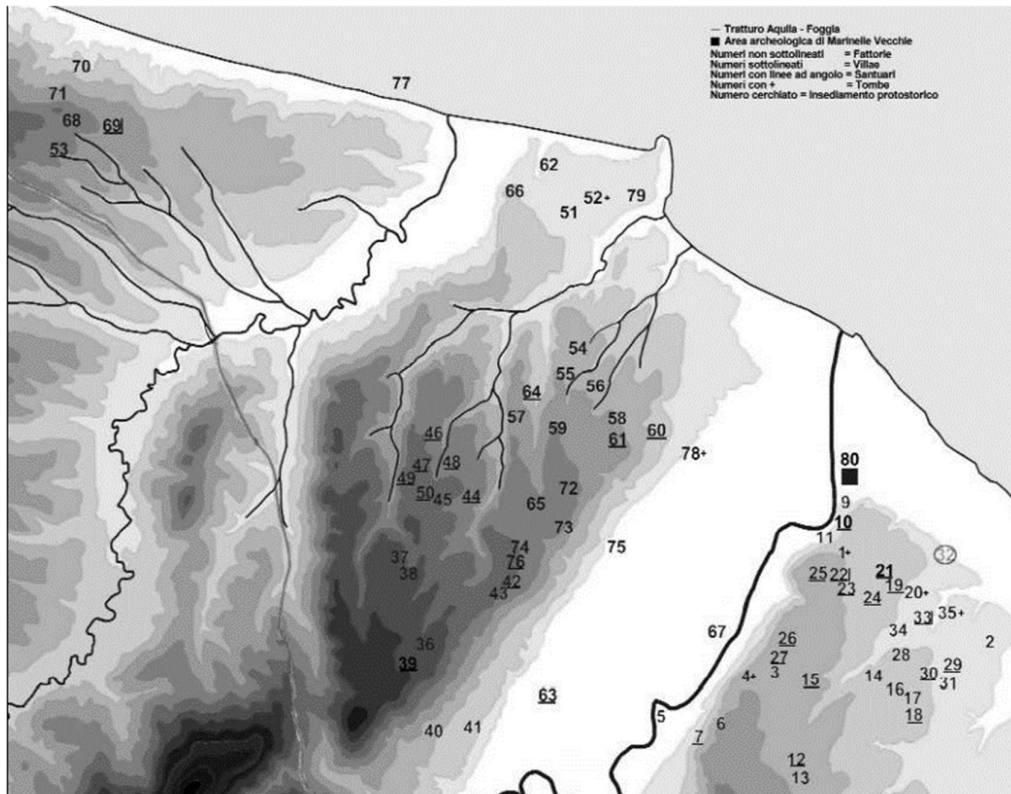 — Tratturo Aquila - Foggia
■ Area archeologica di Marinelle Vecchie
Numeri non sottolineati = Fattorie
Numeri sottolineati = Villae
Numeri con linee ad angolo = Santuari
Numeri con + = Tombe
Numero cerchiato = Insediamento protostorico
70
77
71
68 69
53
62
66 52+ 79
51
54
55 56
64
57 58
59 61 60
46
47 48 78+
49 80
50 45 44 72
65 9
73 10
11
74 75 1+ 32
37 76
38 42 25 22 21
43 23 19 20+
24
33 35+
67 34
36 26 2
39 27 28
3 29
4+ 15 14 30
31
63 16 17
5 18
40 41 6
7
12
13